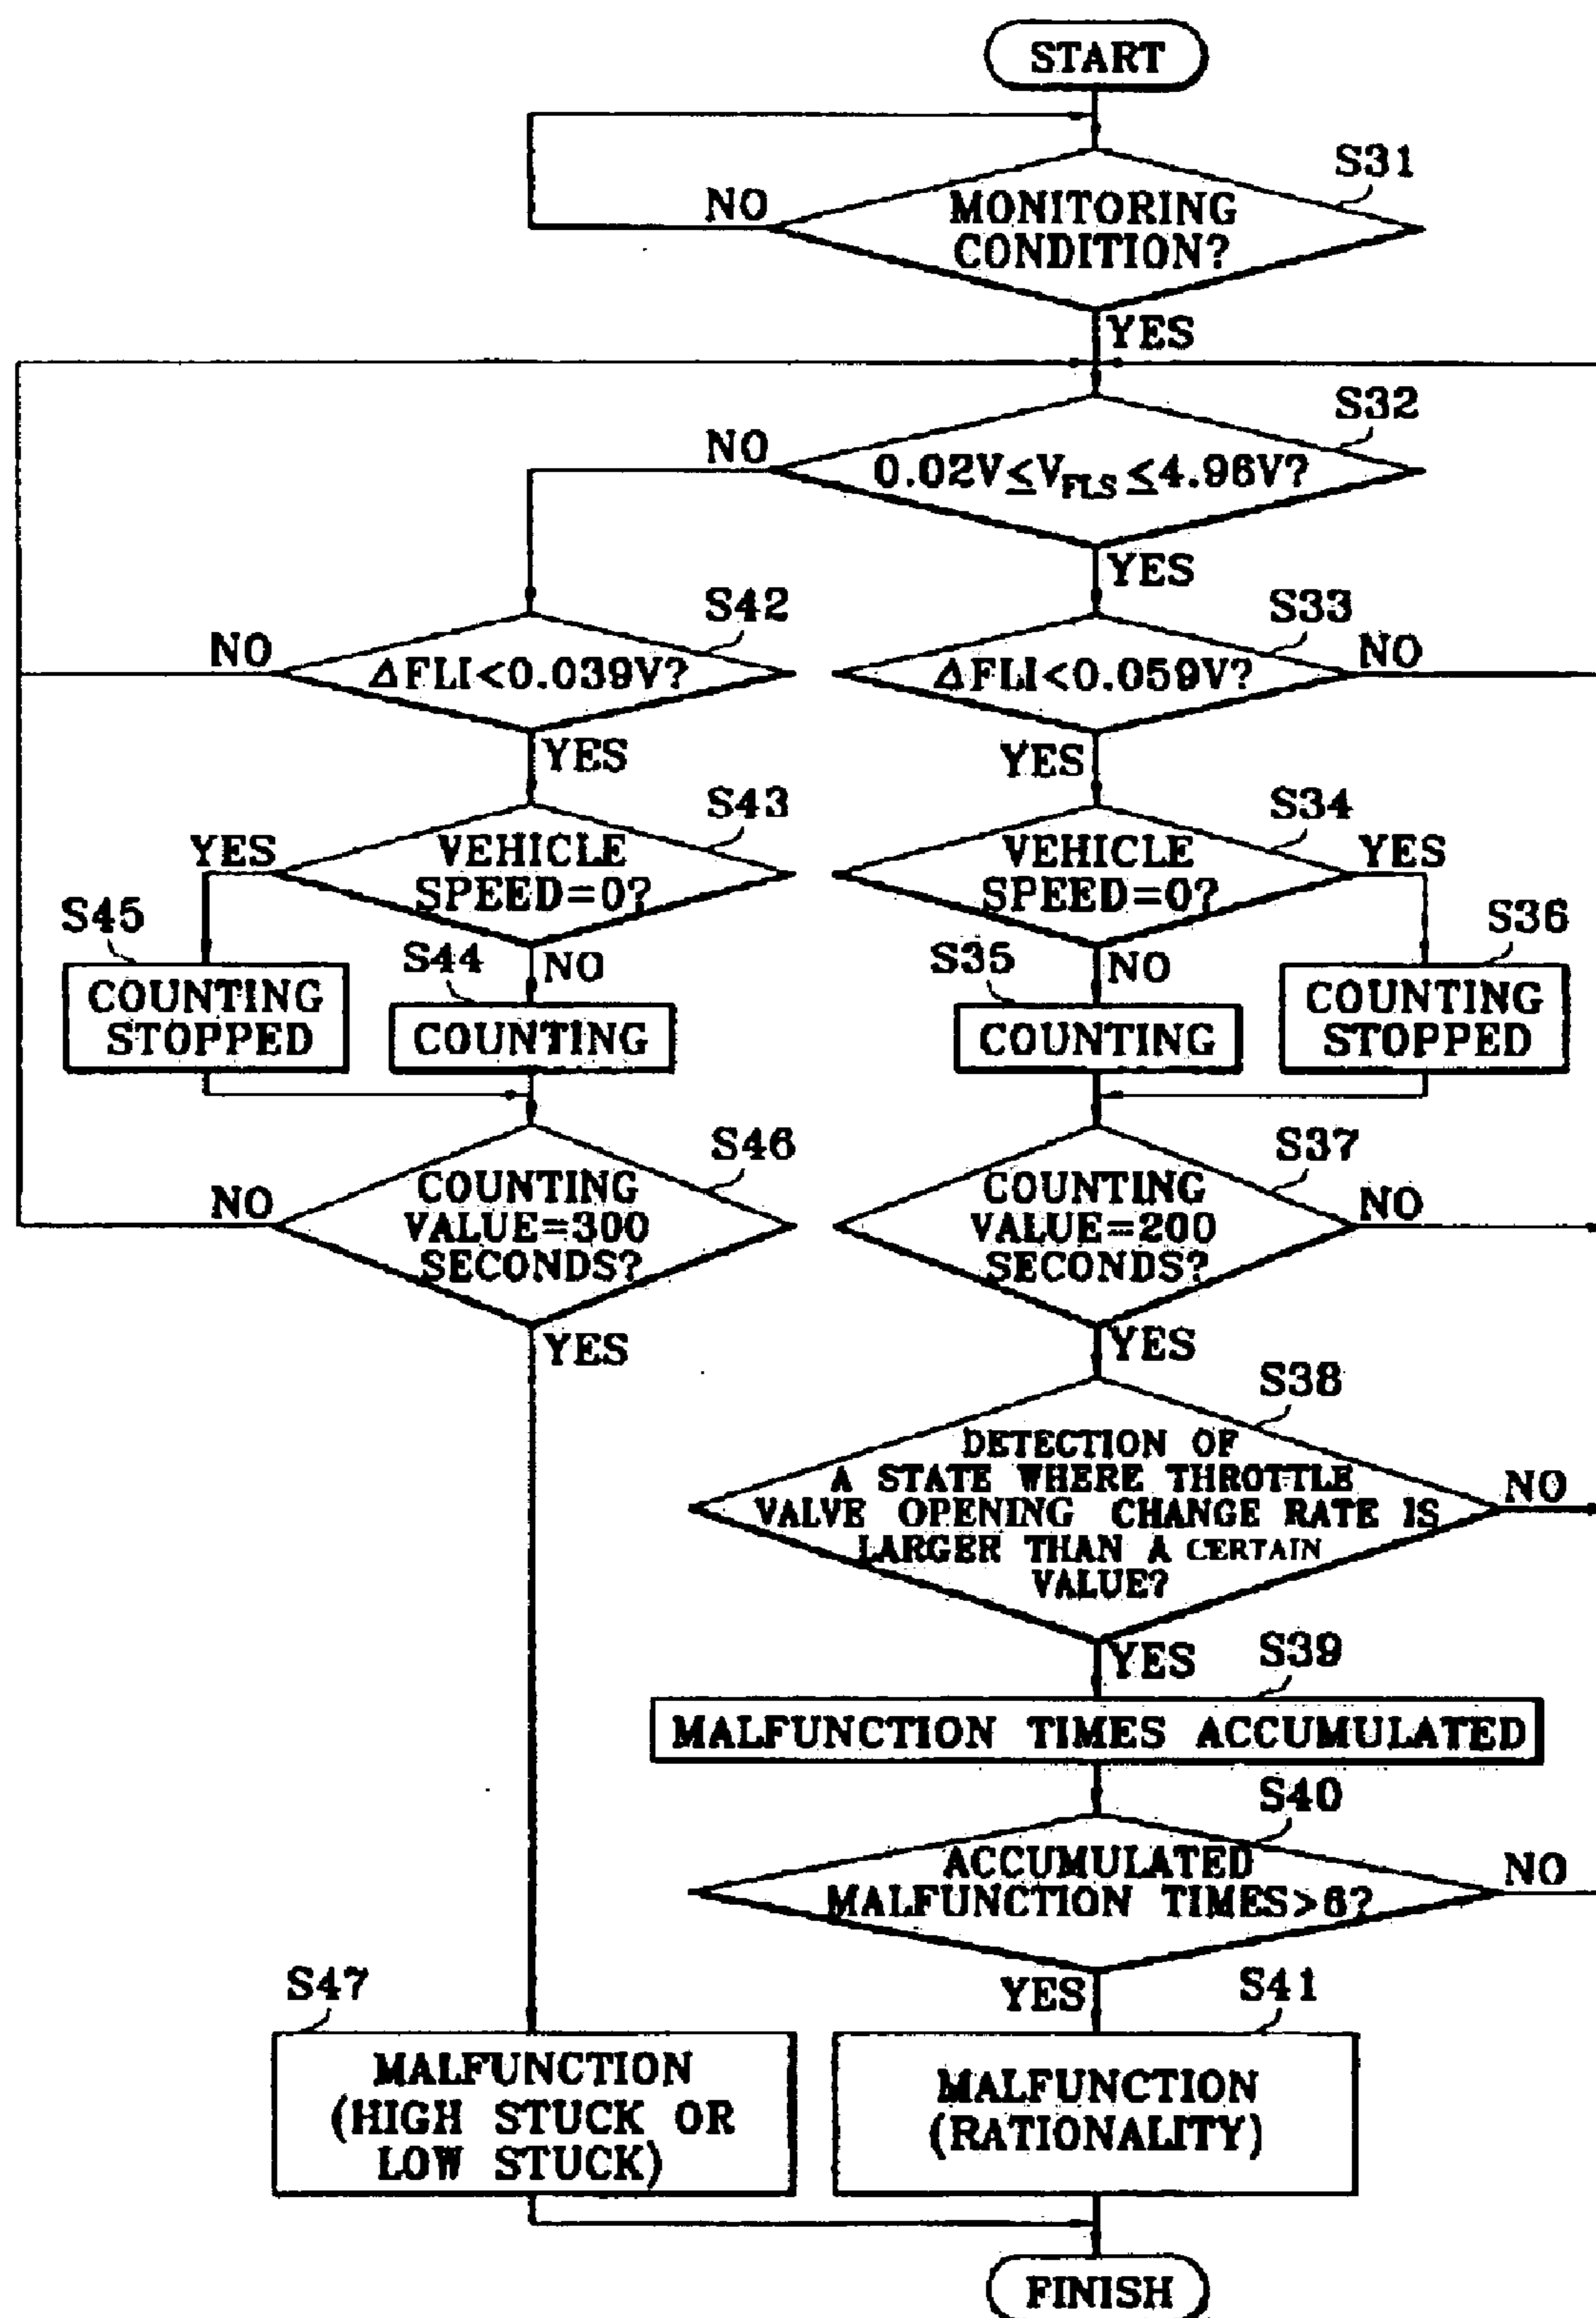 START
S31
NO
MONITORING
CONDITION?
YES
S32
NO
0.02V≤VFLS≤4.96V?
YES
S42
S33
NO
ΔFLI<0.039V?
ΔFLI<0.059V?
NO
YES
YES
S43
S34
YES
VEHICLE
SPEED=0?
VEHICLE
SPEED=0?
YES
S45
S44
NO
S35
NO
S36
COUNTING
STOPPED
COUNTING
COUNTING
COUNTING
STOPPED
S46
S37
NO
COUNTING
VALUE=300
SECONDS?
COUNTING
VALUE=200
SECONDS?
NO
YES
YES
S38
DETECTION OF
A STATE WHERE THROTTLE
VALVE OPENING CHANGE RATE IS
LARGER THAN A CERTAIN
VALUE?
NO
YES
S39
MALFUNCTION TIMES ACCUMULATED
S40
ACCUMULATED
MALFUNCTION TIMES>6?
NO
YES
S47
S41
MALFUNCTION
(HIGH STUCK OR
LOW STUCK)
MALFUNCTION
(RATIONALITY)
FINISH